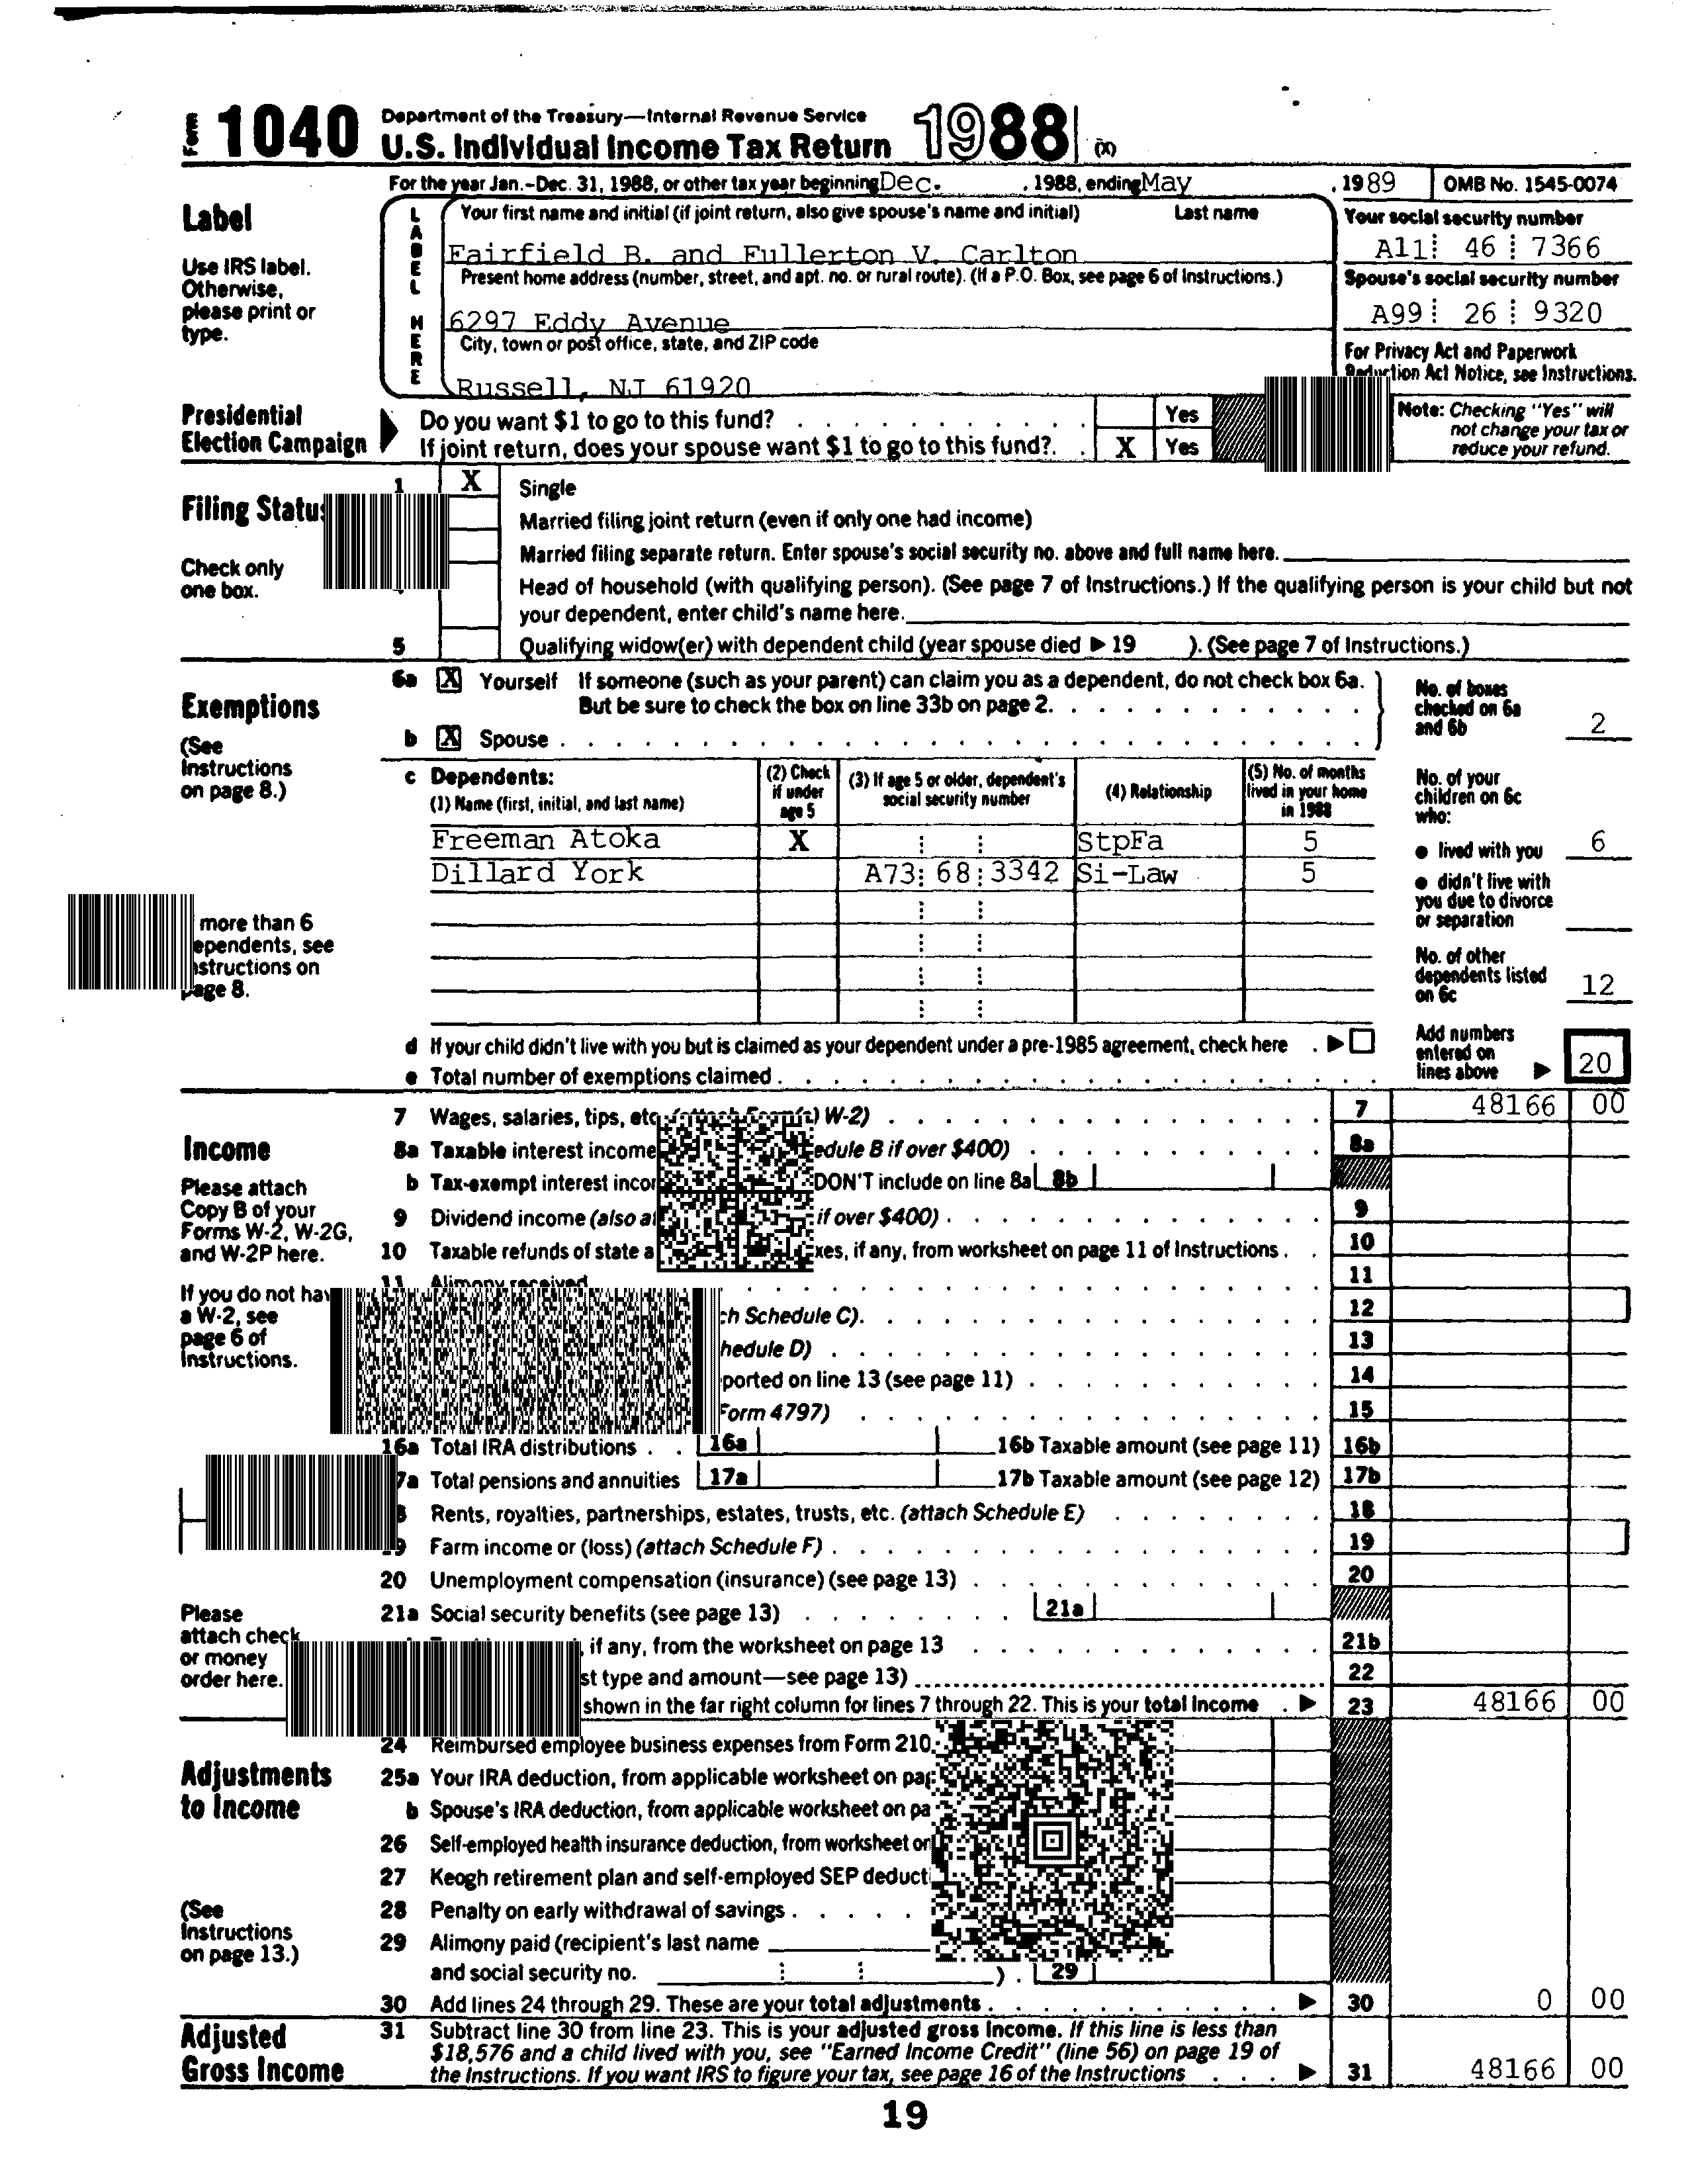 Form 1040 Department of the Treasury—Internal Revenue Service
U.S. Individual Income Tax Return 1988 (X)
For the year Jan.–Dec. 31, 1988, or other tax year beginning Dec. , 1988, ending May , 1989 OMB No. 1545-0074
Label
Use IRS label.
Otherwise,
please print or
type.
LABEL HERE
Your first name and initial (if joint return, also give spouse's name and initial) Last name
Fairfield B. and Fullerton V. Carlton
Your social security number
A11 46 7366
Present home address (number, street, and apt. no. or rural route). (If a P.O. Box, see page 6 of Instructions.)
6297 Eddy Avenue
Spouse's social security number
A99 26 9320
City, town or post office, state, and ZIP code
Russell, NJ 61920
For Privacy Act and Paperwork
Reduction Act Notice, see Instructions.
Presidential
Election Campaign
Do you want $1 to go to this fund? Yes
If joint return, does your spouse want $1 to go to this fund? X Yes
Note: Checking "Yes" will
not change your tax or
reduce your refund.
Filing Status
Check only
one box.
1 X Single
Married filing joint return (even if only one had income)
Married filing separate return. Enter spouse's social security no. above and full name here.
Head of household (with qualifying person). (See page 7 of Instructions.) If the qualifying person is your child but not
your dependent, enter child's name here.
5 Qualifying widow(er) with dependent child (year spouse died ▶ 19 ). (See page 7 of Instructions.)
Exemptions
(See
Instructions
on page 8.)
6a X Yourself If someone (such as your parent) can claim you as a dependent, do not check box 6a.
But be sure to check the box on line 33b on page 2.
b X Spouse
No. of boxes
checked on 6a
and 6b 2
c Dependents:
(1) Name (first, initial, and last name)
(2) Check
if under
age 5
(3) If age 5 or older, dependent's
social security number
(4) Relationship
(5) No. of months
lived in your home
in 1988
Freeman Atoka X StpFa 5
Dillard York A73 68 3342 Si-Law 5
No. of your
children on 6c
who:
● lived with you 6
● didn't live with
you due to divorce
or separation
No. of other
dependents listed
on 6c 12
more than 6
ependents, see
structions on
page 8.
d If your child didn't live with you but is claimed as your dependent under a pre-1985 agreement, check here ▶
e Total number of exemptions claimed
Add numbers
entered on
lines above ▶ 20
Income
Please attach
Copy B of your
Forms W-2, W-2G,
and W-2P here.
If you do not have
a W-2, see
page 6 of
Instructions.
7 Wages, salaries, tips, etc. (attach Form(s) W-2) 7 48166 00
8a Taxable interest income edule B if over $400) 8a
b Tax-exempt interest incor DON'T include on line 8a 8b
9 Dividend income (also a if over $400) 9
10 Taxable refunds of state a xes, if any, from worksheet on page 11 of Instructions. 10
11 Alimony received 11
ch Schedule C). 12
hedule D) 13
ported on line 13 (see page 11) 14
Form 4797) 15
16a Total IRA distributions 16a 16b Taxable amount (see page 11) 16b
7a Total pensions and annuities 17a 17b Taxable amount (see page 12) 17b
8 Rents, royalties, partnerships, estates, trusts, etc. (attach Schedule E) 18
9 Farm income or (loss) (attach Schedule F) 19
20 Unemployment compensation (insurance) (see page 13) 20
21a Social security benefits (see page 13) 21a
, if any, from the worksheet on page 13 21b
st type and amount—see page 13) 22
shown in the far right column for lines 7 through 22. This is your total income ▶ 23 48166 00
Please
attach check
or money
order here.
Adjustments
to Income
(See
Instructions
on page 13.)
24 Reimbursed employee business expenses from Form 210
25a Your IRA deduction, from applicable worksheet on pag
b Spouse's IRA deduction, from applicable worksheet on pa
26 Self-employed health insurance deduction, from worksheet on
27 Keogh retirement plan and self-employed SEP deducti
28 Penalty on early withdrawal of savings
29 Alimony paid (recipient's last name
and social security no. ) 29
30 Add lines 24 through 29. These are your total adjustments ▶ 30 0 00
Adjusted
Gross Income
31 Subtract line 30 from line 23. This is your adjusted gross income. If this line is less than
$18,576 and a child lived with you, see "Earned Income Credit" (line 56) on page 19 of
the Instructions. If you want IRS to figure your tax, see page 16 of the Instructions ▶ 31 48166 00
19